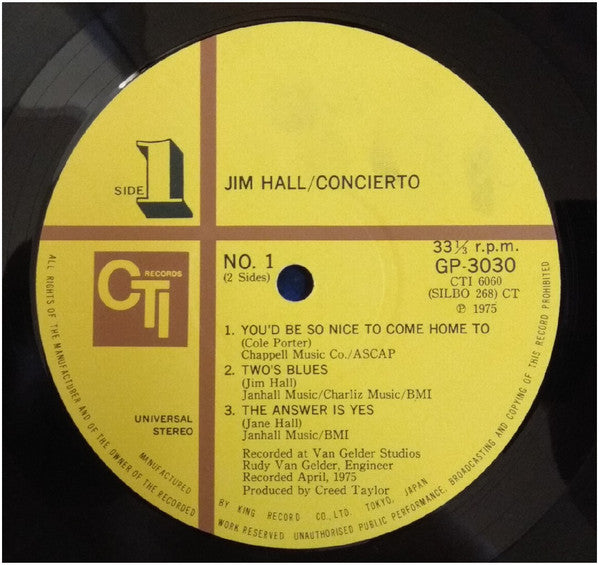 SIDE 1
JIM HALL/CONCIERTO
CTI RECORDS
NO. 1
(2 Sides)
33⅓ r.p.m.
GP-3030
CTI 6060
(SILBO 268) CT
℗ 1975
1. YOU'D BE SO NICE TO COME HOME TO
(Cole Porter)
Chappell Music Co./ASCAP
2. TWO'S BLUES
(Jim Hall)
Janhall Music/Charliz Music/BMI
3. THE ANSWER IS YES
(Jane Hall)
Janhall Music/BMI
UNIVERSAL
STEREO
Recorded at Van Gelder Studios
Rudy Van Gelder, Engineer
Recorded April, 1975
Produced by Creed Taylor
MANUFACTURED BY KING RECORD CO., LTD. TOKYO, JAPAN
ALL RIGHTS OF THE MANUFACTURER AND OF THE OWNER OF THE RECORDED WORK RESERVED UNAUTHORISED PUBLIC PERFORMANCE, BROADCASTING AND COPYING OF THIS RECORD PROHIBITED